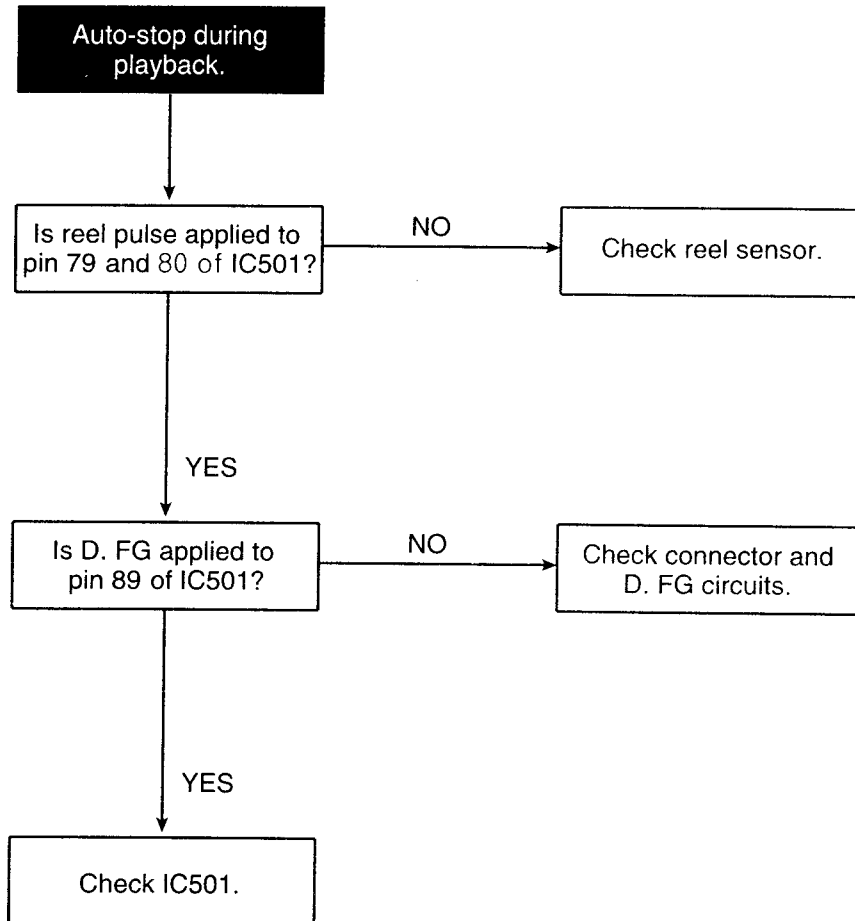 Auto-stop during
playback.
Is reel pulse applied to
pin 79 and 80 of IC501?
NO
Check reel sensor.
YES
Is D. FG applied to
pin 89 of IC501?
NO
Check connector and
D. FG circuits.
YES
Check IC501.